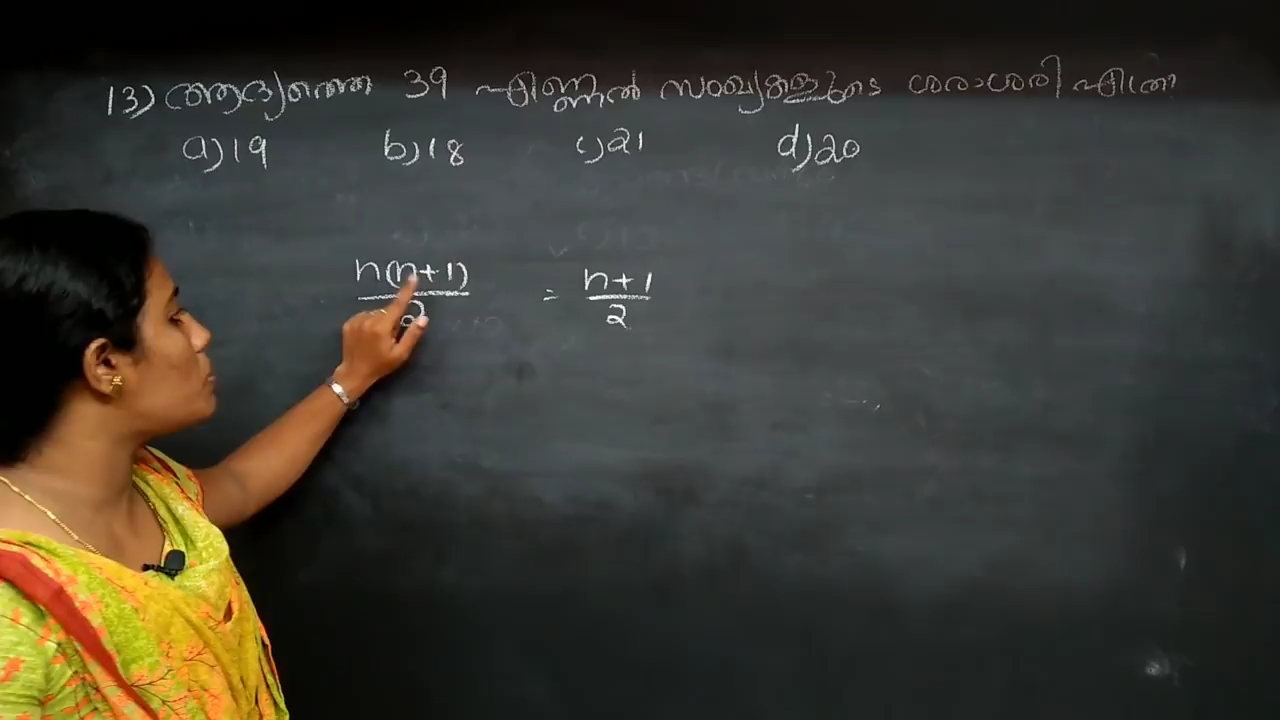 13) ആദ്യത്തെ 39 എണ്ണൽ സംഖ്യകളുടെ ശരാശരി എത്ര
a) 19 b) 18 c) 21 d) 20
n(n+1)/2 = n+1/2